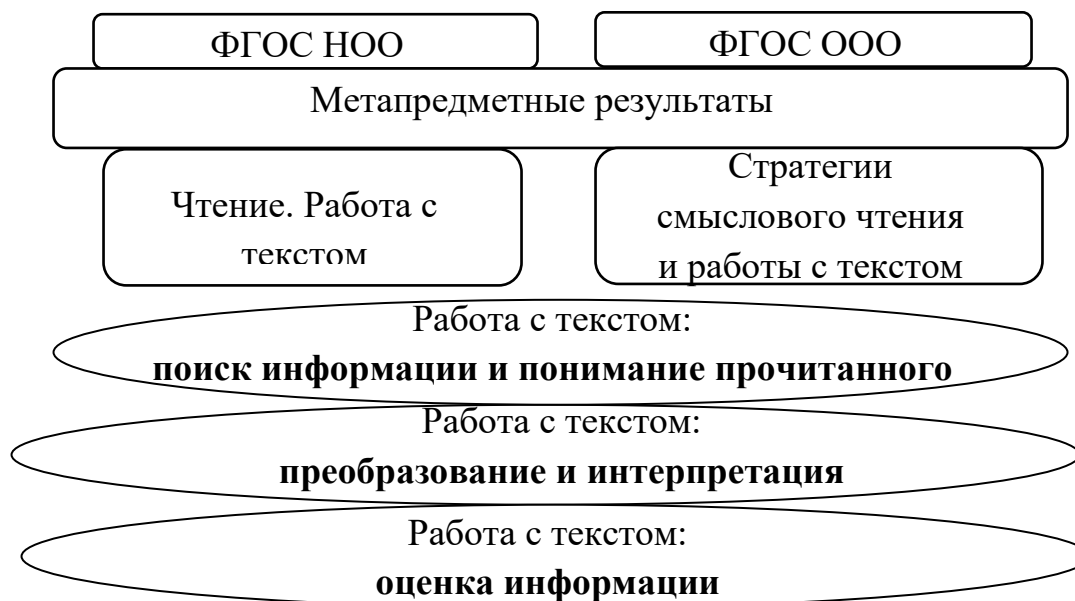 ФГОС НОО
ФГОС ООО
Метапредметные результаты
Чтение. Работа с
текстом
Стратегии
смыслового чтения
и работы с текстом
Работа с текстом:
поиск информации и понимание прочитанного
Работа с текстом:
преобразование и интерпретация
Работа с текстом:
оценка информации